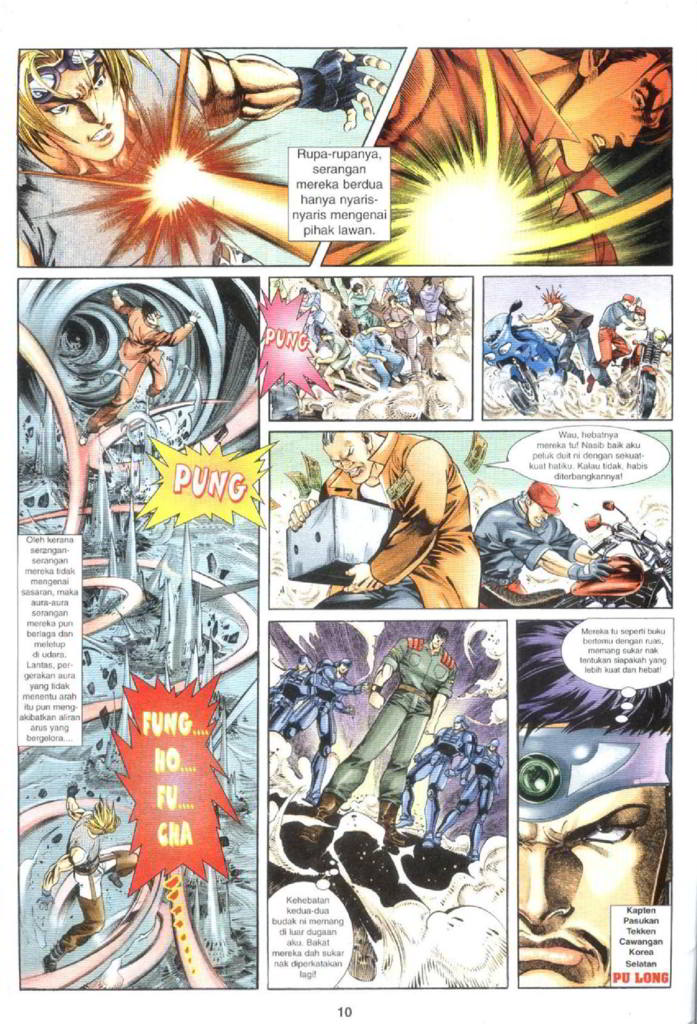 Rupa-rupanya,
serangan
mereka berdua
hanya nyaris-
nyaris mengenai
pihak lawan.
PUNG
PUNG
Oleh kerana
serangan-
serangan
mereka tidak
mengenai
sasaran, maka
aura-aura
serangan
mereka pun
berlaga dan
meletup
di udara.
Lantas, per-
gerakan aura
yang tidak
menentu arah
itu pun meng-
akibatkan aliran
arus yang
bergelora....
FUNG....
HO....
FU....
CHA
Wau, hebatnya
mereka tu! Nasib baik aku
peluk duit ni dengan sekuat-
kuat hatiku. Kalau tidak, habis
diterbangkannya!
Kehebatan
kedua-dua
budak ni memang
di luar dugaan
aku. Bakat
mereka dah sukar
nak diperkatakan
lagi!
Mereka tu seperti buku
bertemu dengan ruas,
memang sukar nak
tentukan siapakah yang
lebih kuat dan hebat!
Kapten
Pasukan
Tekken
Cawangan
Korea
Selatan
PU LONG
10